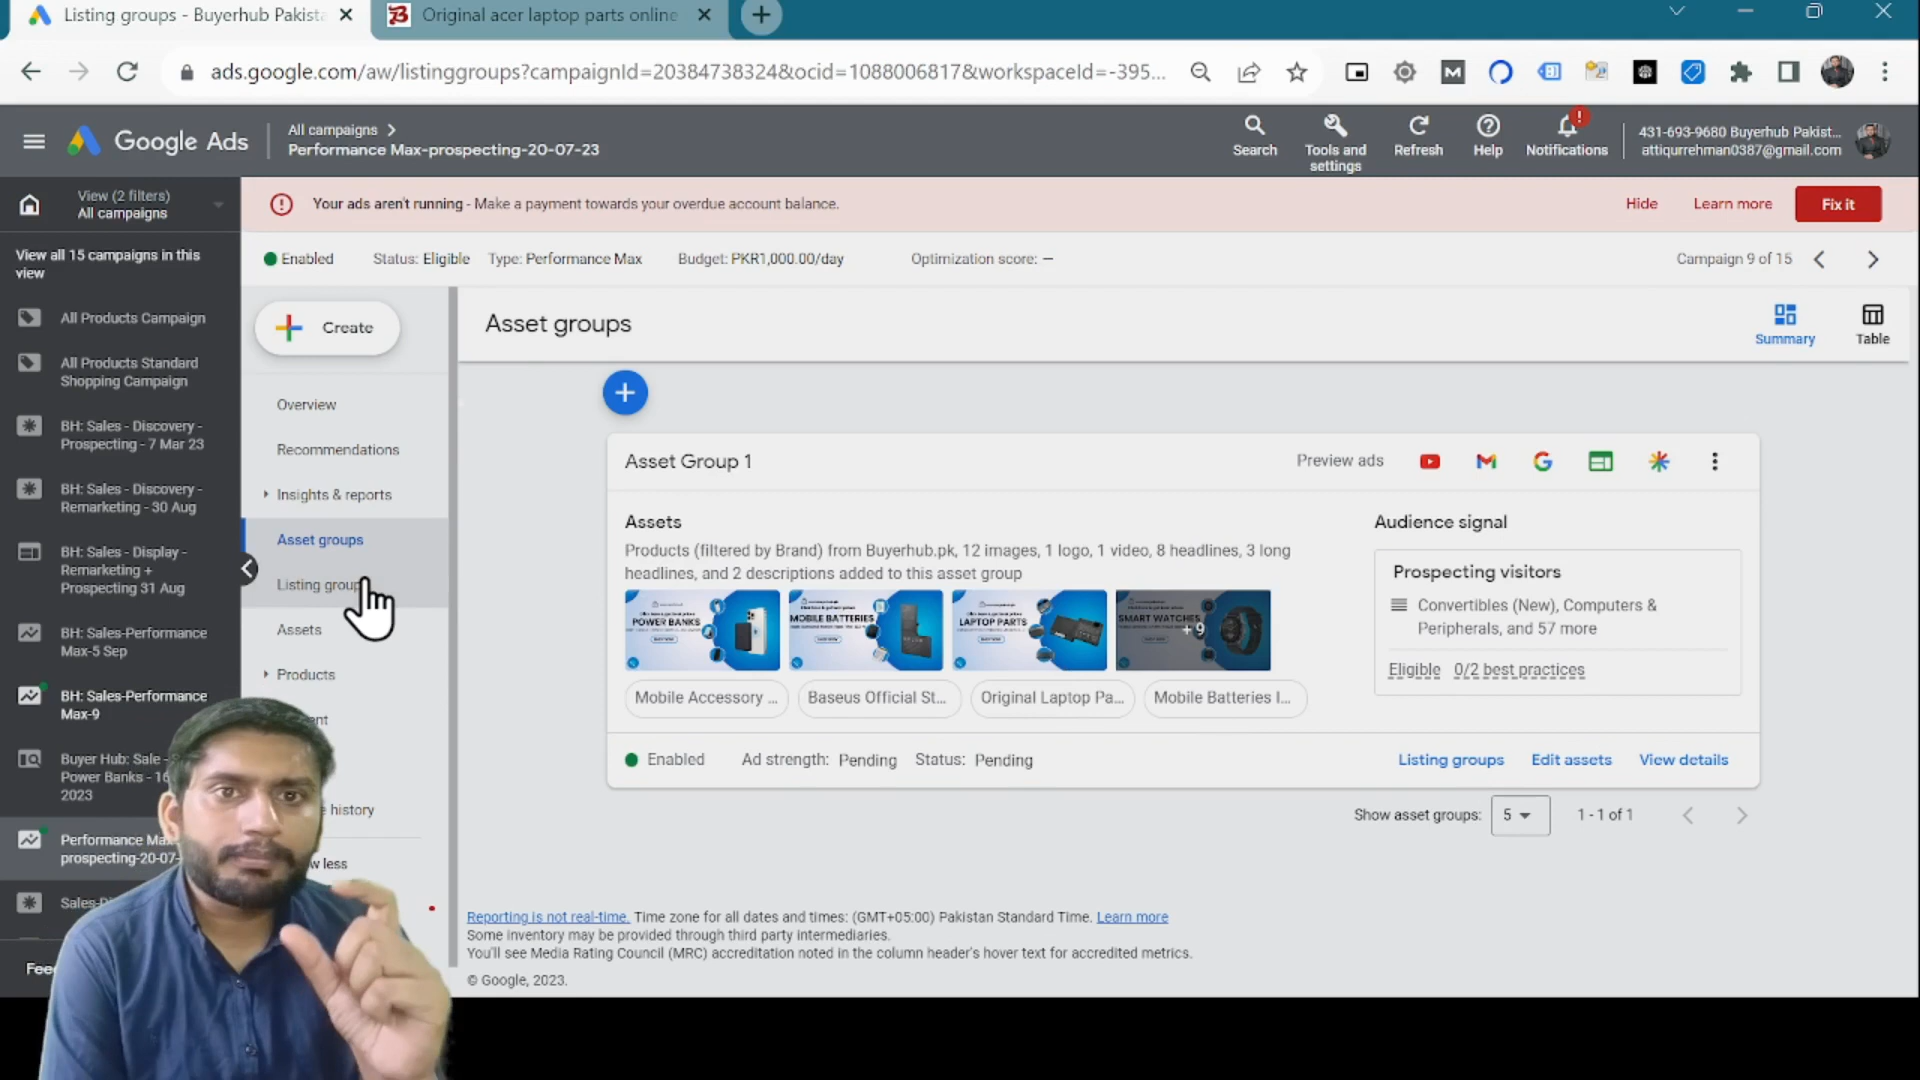 Listing groups - Buyerhub Pakista
Original acer laptop parts online
ads.google.com/aw/listinggroups?campaignId=20384738324&ocid=1088006817&workspaceId=-395...
Google Ads
All campaigns
Performance Max-prospecting-20-07-23
Search
Tools and settings
Refresh
Help
Notifications
431-693-9680 Buyerhub Pakist...
attiqurrehman0387@gmail.com
View (2 filters)
All campaigns
Your ads aren't running - Make a payment towards your overdue account balance.
Hide
Learn more
Fix it
View all 15 campaigns in this
view
Enabled
Status: Eligible
Type: Performance Max
Budget: PKR1,000.00/day
Optimization score: —
Campaign 9 of 15
All Products Campaign
All Products Standard
Shopping Campaign
BH: Sales - Discovery -
Prospecting - 7 Mar 23
BH: Sales - Discovery -
Remarketing - 30 Aug
BH: Sales - Display -
Remarketing +
Prospecting 31 Aug
BH: Sales-Performance
Max-5 Sep
BH: Sales-Performance
Max-9
Buyer Hub: Sale -
Power Banks - 16
2023
Performance Max
prospecting-20-07-
Create
Overview
Recommendations
Insights & reports
Asset groups
Listing group
Assets
Products
history
less
Asset groups
Summary
Table
Asset Group 1
Preview ads
Assets
Products (filtered by Brand) from Buyerhub.pk, 12 images, 1 logo, 1 video, 8 headlines, 3 long
headlines, and 2 descriptions added to this asset group
POWER BANKS
MOBILE BATTERIES
LAPTOP PARTS
SMART WATCHES
+9
Mobile Accessory ...
Baseus Official St...
Original Laptop Pa...
Mobile Batteries I...
Audience signal
Prospecting visitors
Convertibles (New), Computers &
Peripherals, and 57 more
Eligible
0/2 best practices
Enabled
Ad strength: Pending
Status: Pending
Listing groups
Edit assets
View details
Show asset groups: 5
1 - 1 of 1
Reporting is not real-time. Time zone for all dates and times: (GMT+05:00) Pakistan Standard Time. Learn more
Some inventory may be provided through third party intermediaries.
You'll see Media Rating Council (MRC) accreditation noted in the column header's hover text for accredited metrics.
© Google, 2023.